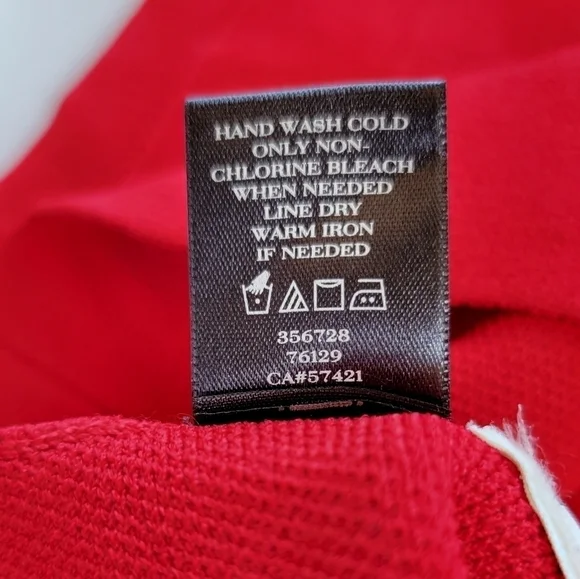 HAND WASH COLD
ONLY NON-
CHLORINE BLEACH
WHEN NEEDED
LINE DRY
WARM IRON
IF NEEDED
356728
76129
CA#57421